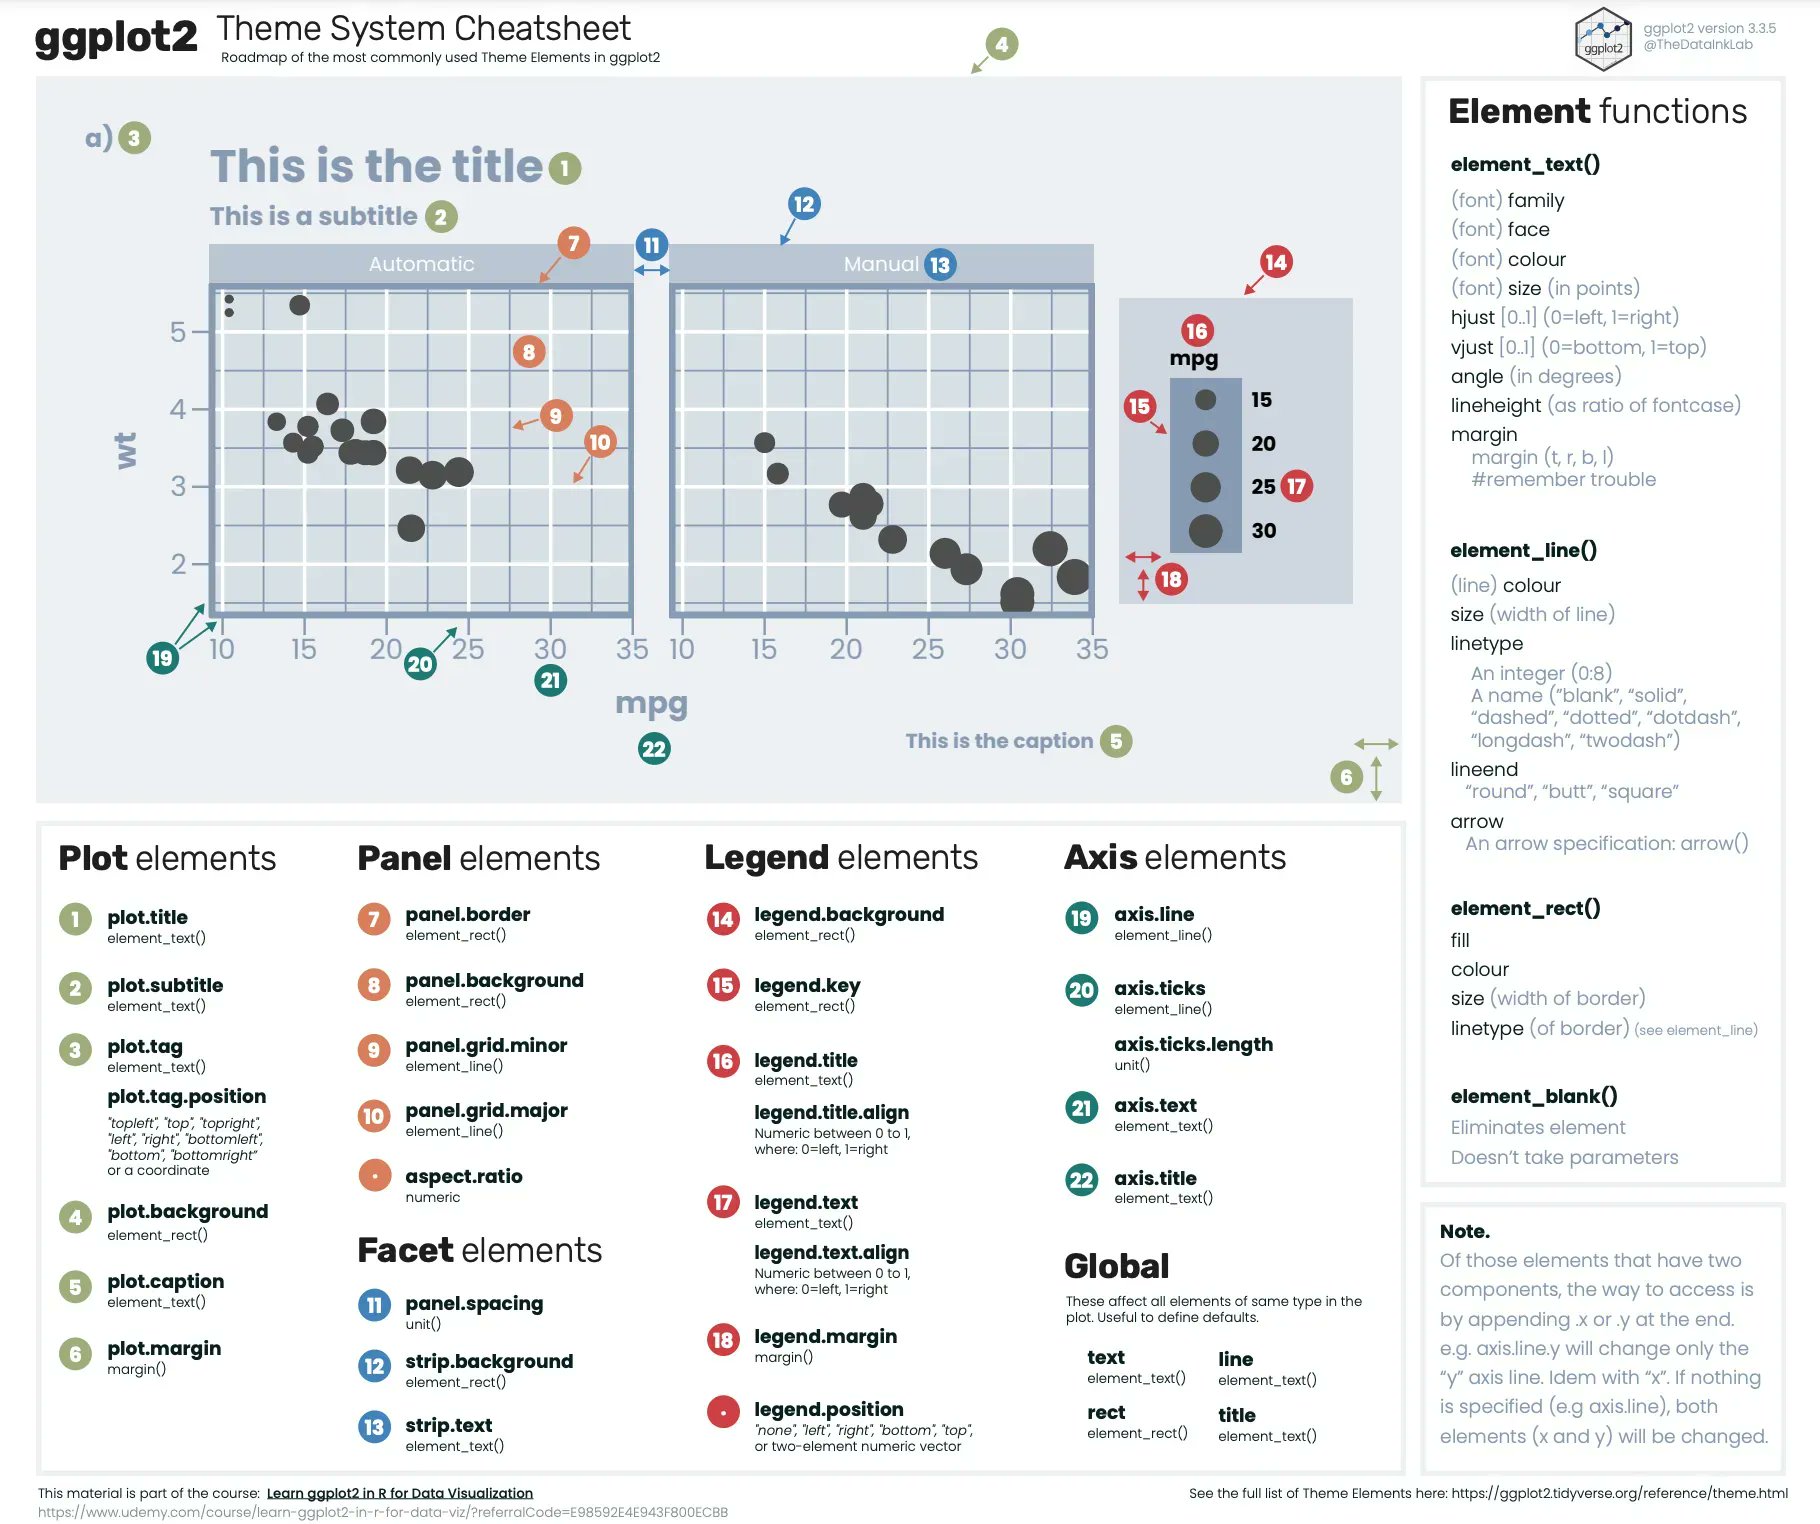 ggplot2 Theme System Cheatsheet
Roadmap of the most commonly used Theme Elements in ggplot2
ggplot2
ggplot2 version 3.3.5
@TheDataInkLab
4
a) 3
This is the title 1
This is a subtitle 2
12
7
11
Automatic
Manual 13
14
5
4
3
2
wt
8
9
10
16
mpg
15
15
20
25 17
30
18
19
10 15 20 20 25 30 35
10 15 20 25 30 35
21
mpg
22
This is the caption 5
6
Element functions
element_text()
(font) family
(font) face
(font) colour
(font) size (in points)
hjust [0..1] (0=left, 1=right)
vjust [0..1] (0=bottom, 1=top)
angle (in degrees)
lineheight (as ratio of fontcase)
margin
margin (t, r, b, l)
#remember trouble
element_line()
(line) colour
size (width of line)
linetype
An integer (0:8)
A name ("blank", "solid",
"dashed", "dotted", "dotdash",
"longdash", "twodash")
lineend
"round", "butt", "square"
arrow
An arrow specification: arrow()
element_rect()
fill
colour
size (width of border)
linetype (of border) (see element_line)
element_blank()
Eliminates element
Doesn't take parameters
Note.
Of those elements that have two
components, the way to access is
by appending .x or .y at the end.
e.g. axis.line.y will change only the
"y" axis line. Idem with "x". If nothing
is specified (e.g axis.line), both
elements (x and y) will be changed.
Plot elements
1 plot.title
element_text()
2 plot.subtitle
element_text()
3 plot.tag
element_text()
plot.tag.position
"topleft", "top", "topright",
"left", "right", "bottomleft",
"bottom", "bottomright"
or a coordinate
4 plot.background
element_rect()
5 plot.caption
element_text()
6 plot.margin
margin()
Panel elements
7 panel.border
element_rect()
8 panel.background
element_rect()
9 panel.grid.minor
element_line()
10 panel.grid.major
element_line()
aspect.ratio
numeric
Facet elements
11 panel.spacing
unit()
12 strip.background
element_rect()
13 strip.text
element_text()
Legend elements
14 legend.background
element_rect()
15 legend.key
element_rect()
16 legend.title
element_text()
legend.title.align
Numeric between 0 to 1,
where: 0=left, 1=right
17 legend.text
element_text()
legend.text.align
Numeric between 0 to 1,
where: 0=left, 1=right
18 legend.margin
margin()
legend.position
"none", "left", "right", "bottom", "top",
or two-element numeric vector
Axis elements
19 axis.line
element_line()
20 axis.ticks
element_line()
axis.ticks.length
unit()
21 axis.text
element_text()
22 axis.title
element_text()
Global
These affect all elements of same type in the
plot. Useful to define defaults.
text
element_text()
line
element_text()
rect
element_rect()
title
element_text()
This material is part of the course: Learn ggplot2 in R for Data Visualization
https://www.udemy.com/course/learn-ggplot2-in-r-for-data-viz/?referralCode=E98592E4E943F800ECBB
See the full list of Theme Elements here: https://ggplot2.tidyverse.org/reference/theme.html